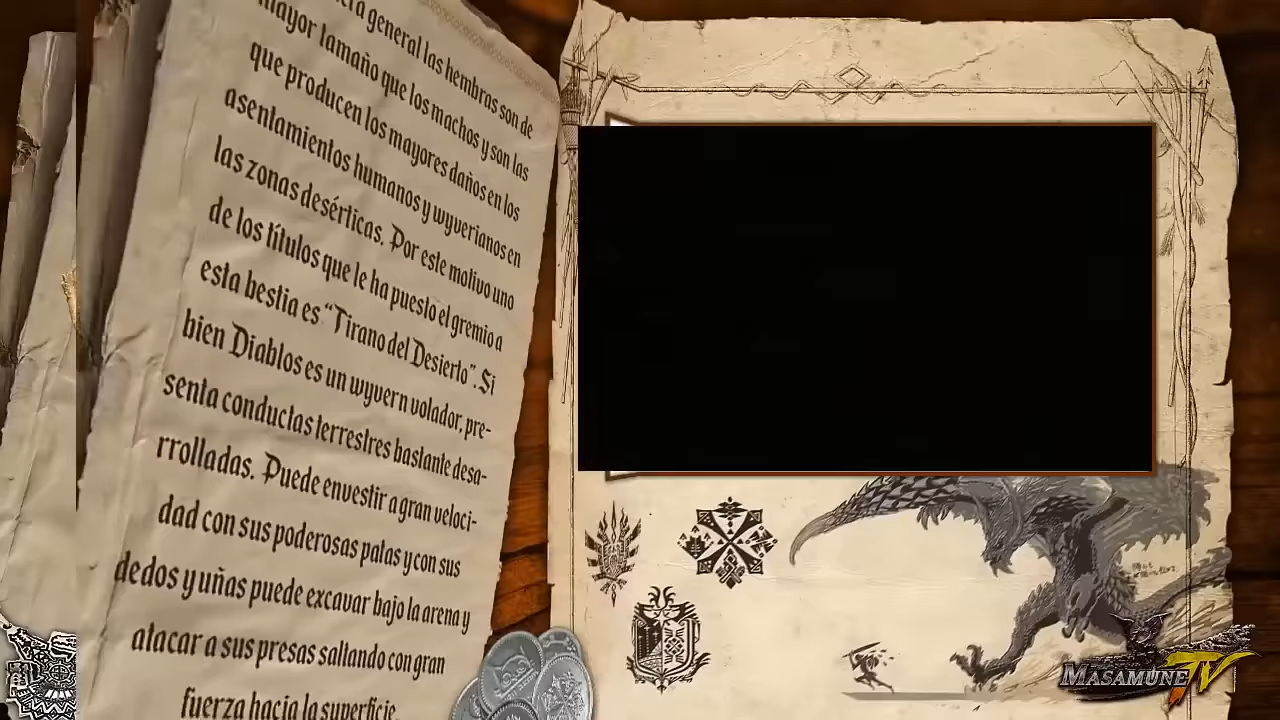 era general las hembras son de
mayor tamaño que los machos y son las
que producen los mayores daños en los
asentamientos humanos y wyverianos en
las zonas desérticas. Por este motivo uno
de los títulos que le ha puesto el gremio a
esta bestia es “Tirano del Desierto”. Si
bien Diablos es un wyvern volador, pre-
senta conductas terrestres bastante desa-
rrolladas. Puede envestir a gran veloci-
dad con sus poderosas patas y con sus
dedos y uñas puede excavar bajo la arena y
atacar a sus presas saltando con gran
fuerza hacia la superficie.
MASAMUNE TV